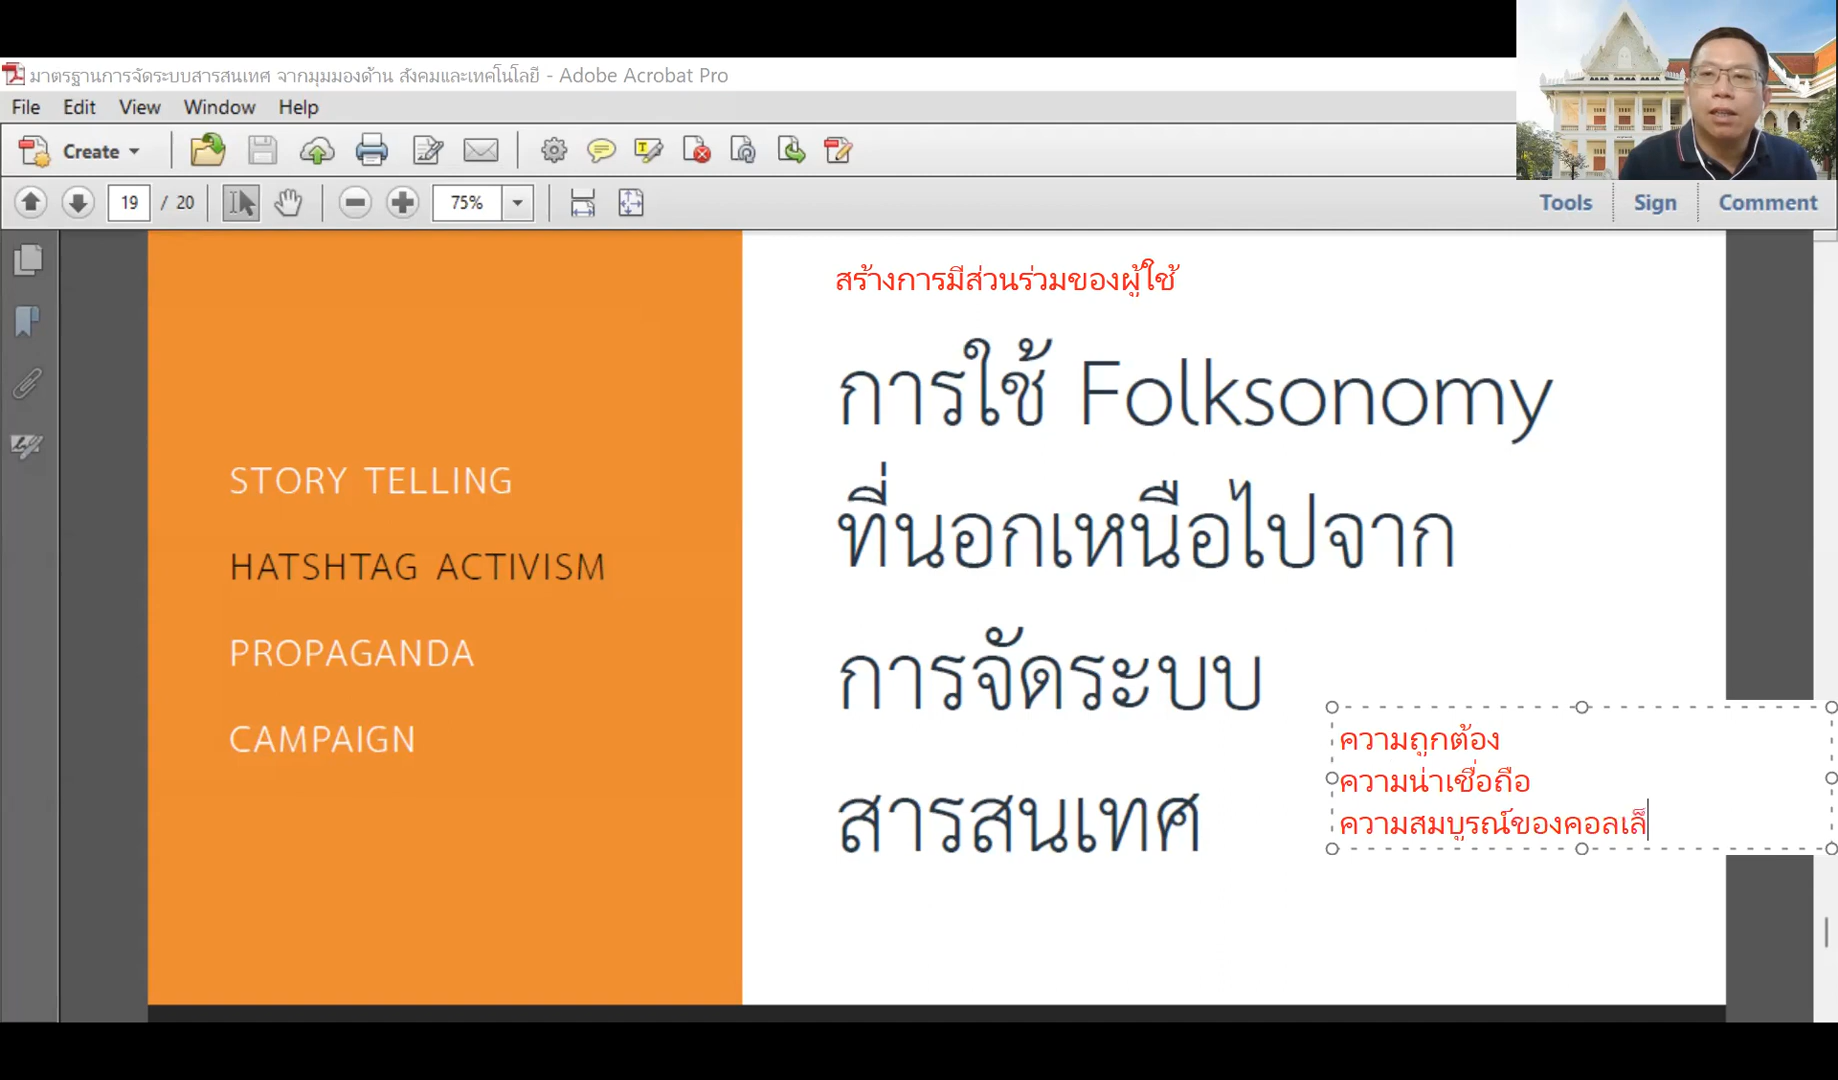 มาตรฐานการจัดระบบสารสนเทศ จากมุมมองด้าน สังคมและเทคโนโลยี - Adobe Acrobat Pro
File Edit View Window Help
Create
19 / 20 75% Tools Sign Comment
สร้างการมีส่วนร่วมของผู้ใช้
การใช้ Folksonomy
ที่นอกเหนือไปจาก
การจัดระบบ
สารสนเทศ
STORY TELLING
HATSHTAG ACTIVISM
PROPAGANDA
CAMPAIGN
ความถูกต้อง
ความน่าเชื่อถือ
ความสมบูรณ์ของคอลเล็